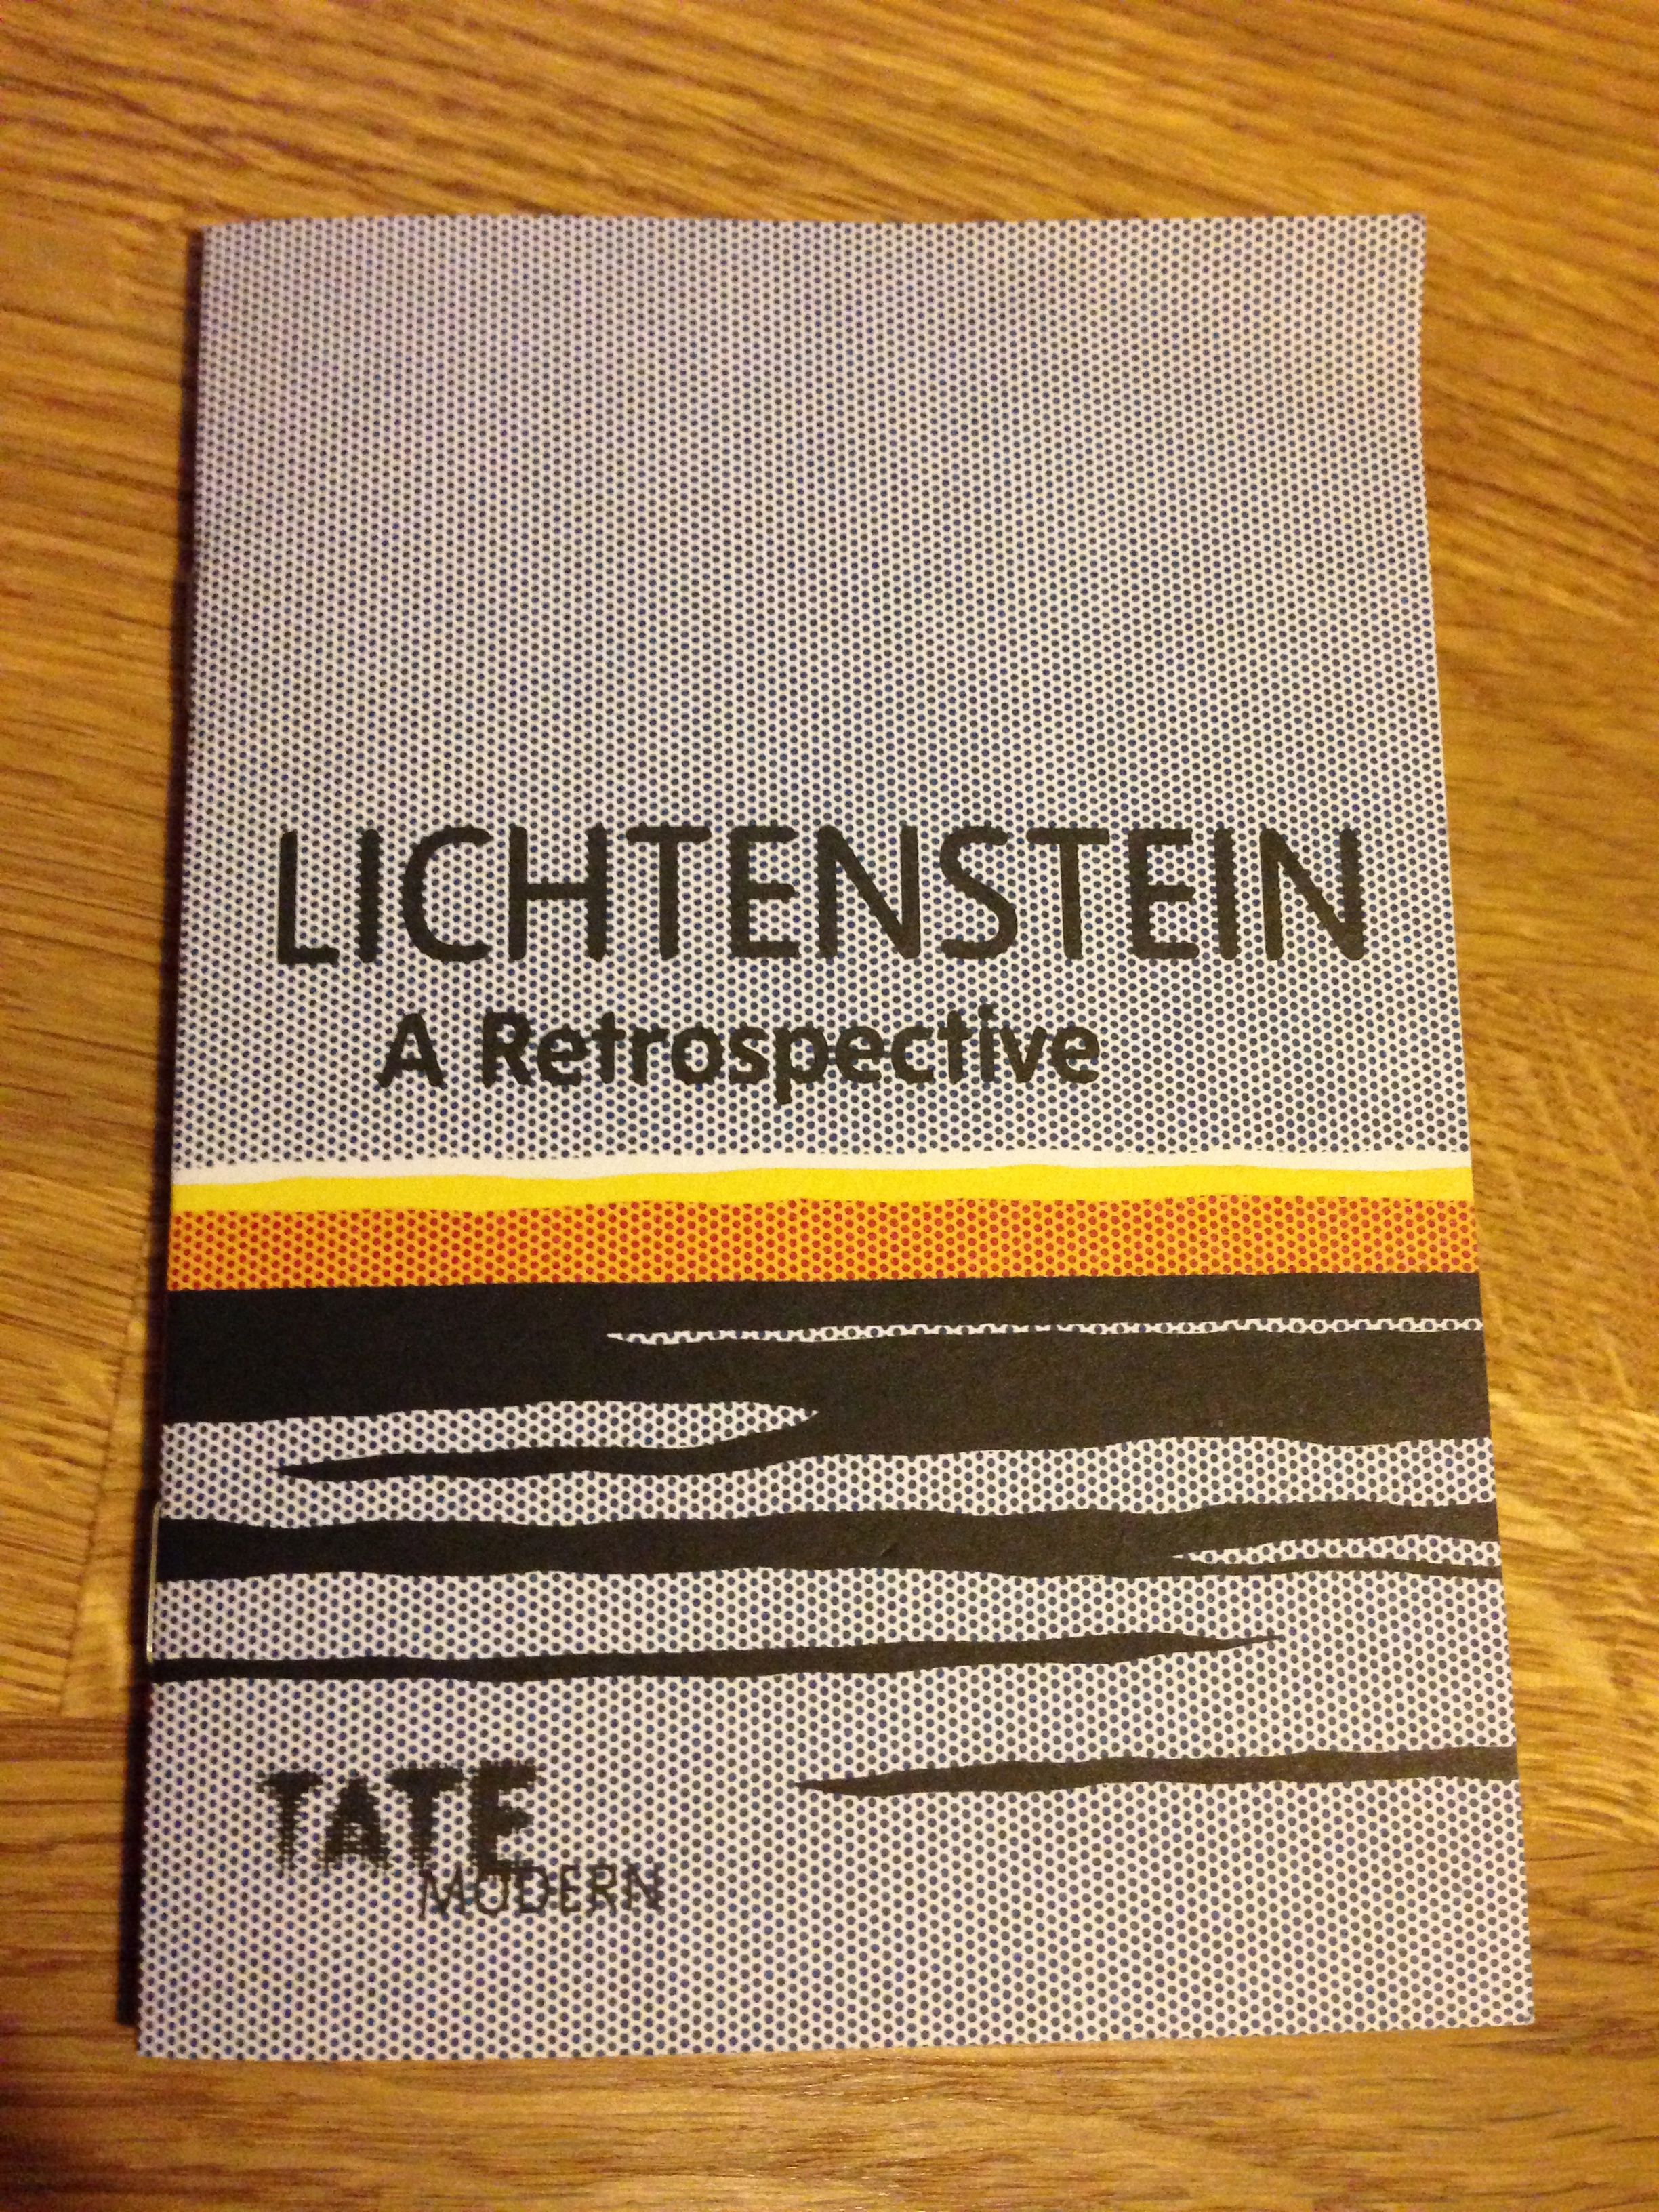 LICHTENSTEIN
A Retrospective
TATE
MODERN